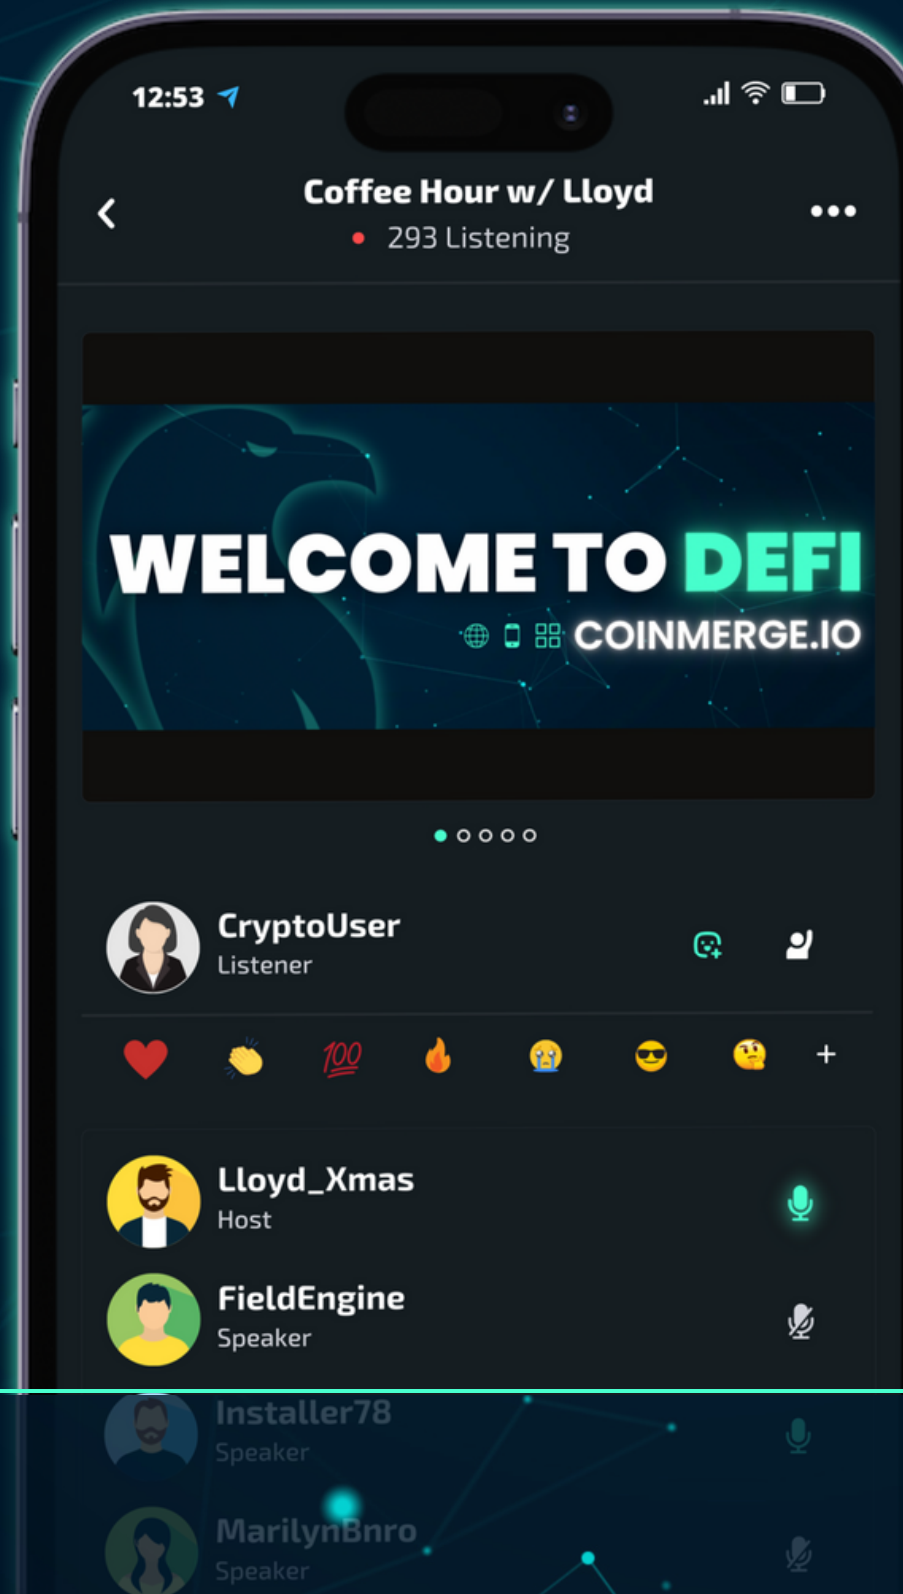 12:53
Coffee Hour w/ Lloyd
293 Listening
WELCOME TO DEFI
COINMERGE.IO
CryptoUser
Listener
100
Lloyd_Xmas
Host
FieldEngine
Speaker
Installer78
Speaker
MarilynBnro
Speaker